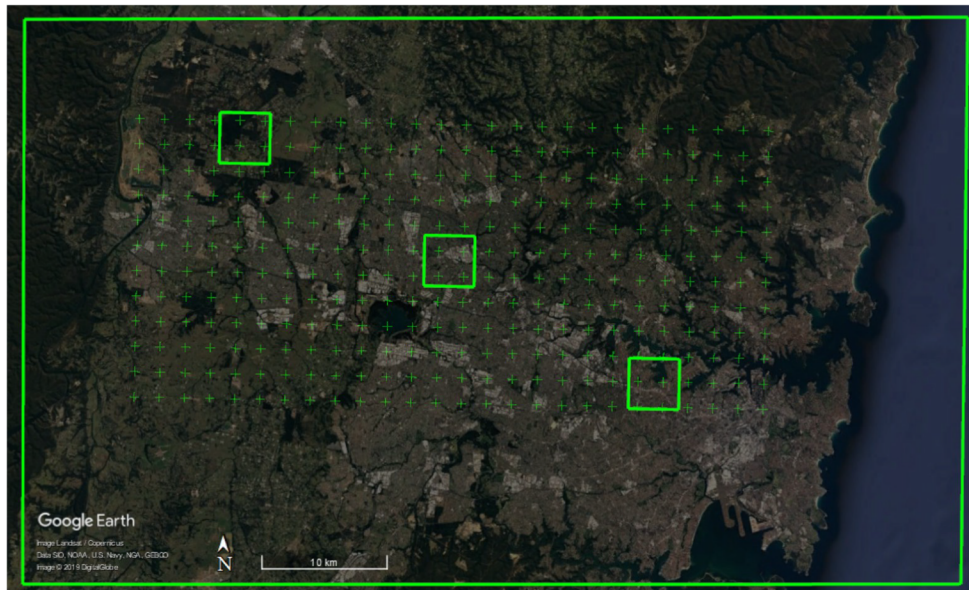 Google Earth
Image Landsat / Copernicus
Data SIO, NOAA, U.S. Navy, NGA, GEBCO
Image © 2019 DigitalGlobe
N
10 km